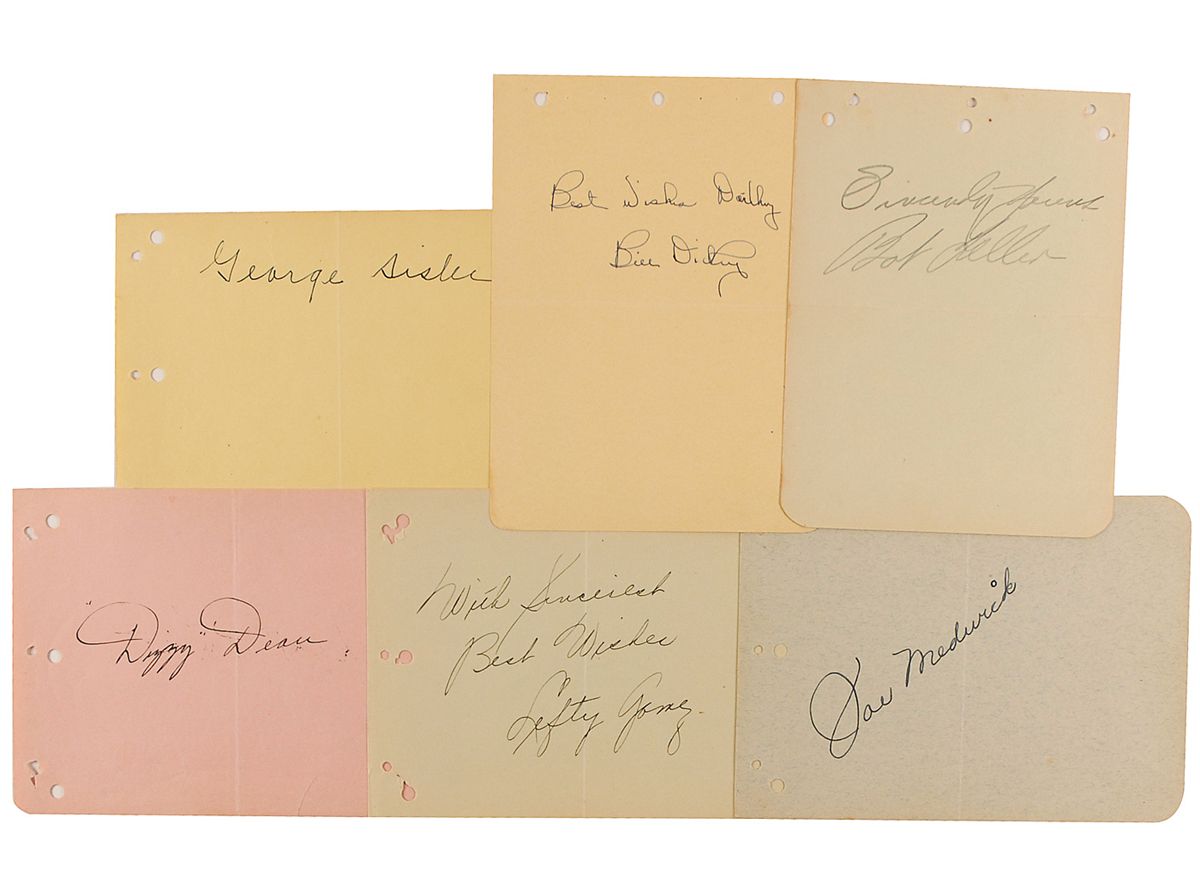 George Sisler
Best Wishes Dorothy
Bill Dickey
Sincerely Yours
Bob Feller
"Dizzy" Dean
With Sincerest
Best Wishes
Lefty Gomez.
Joe Medwick